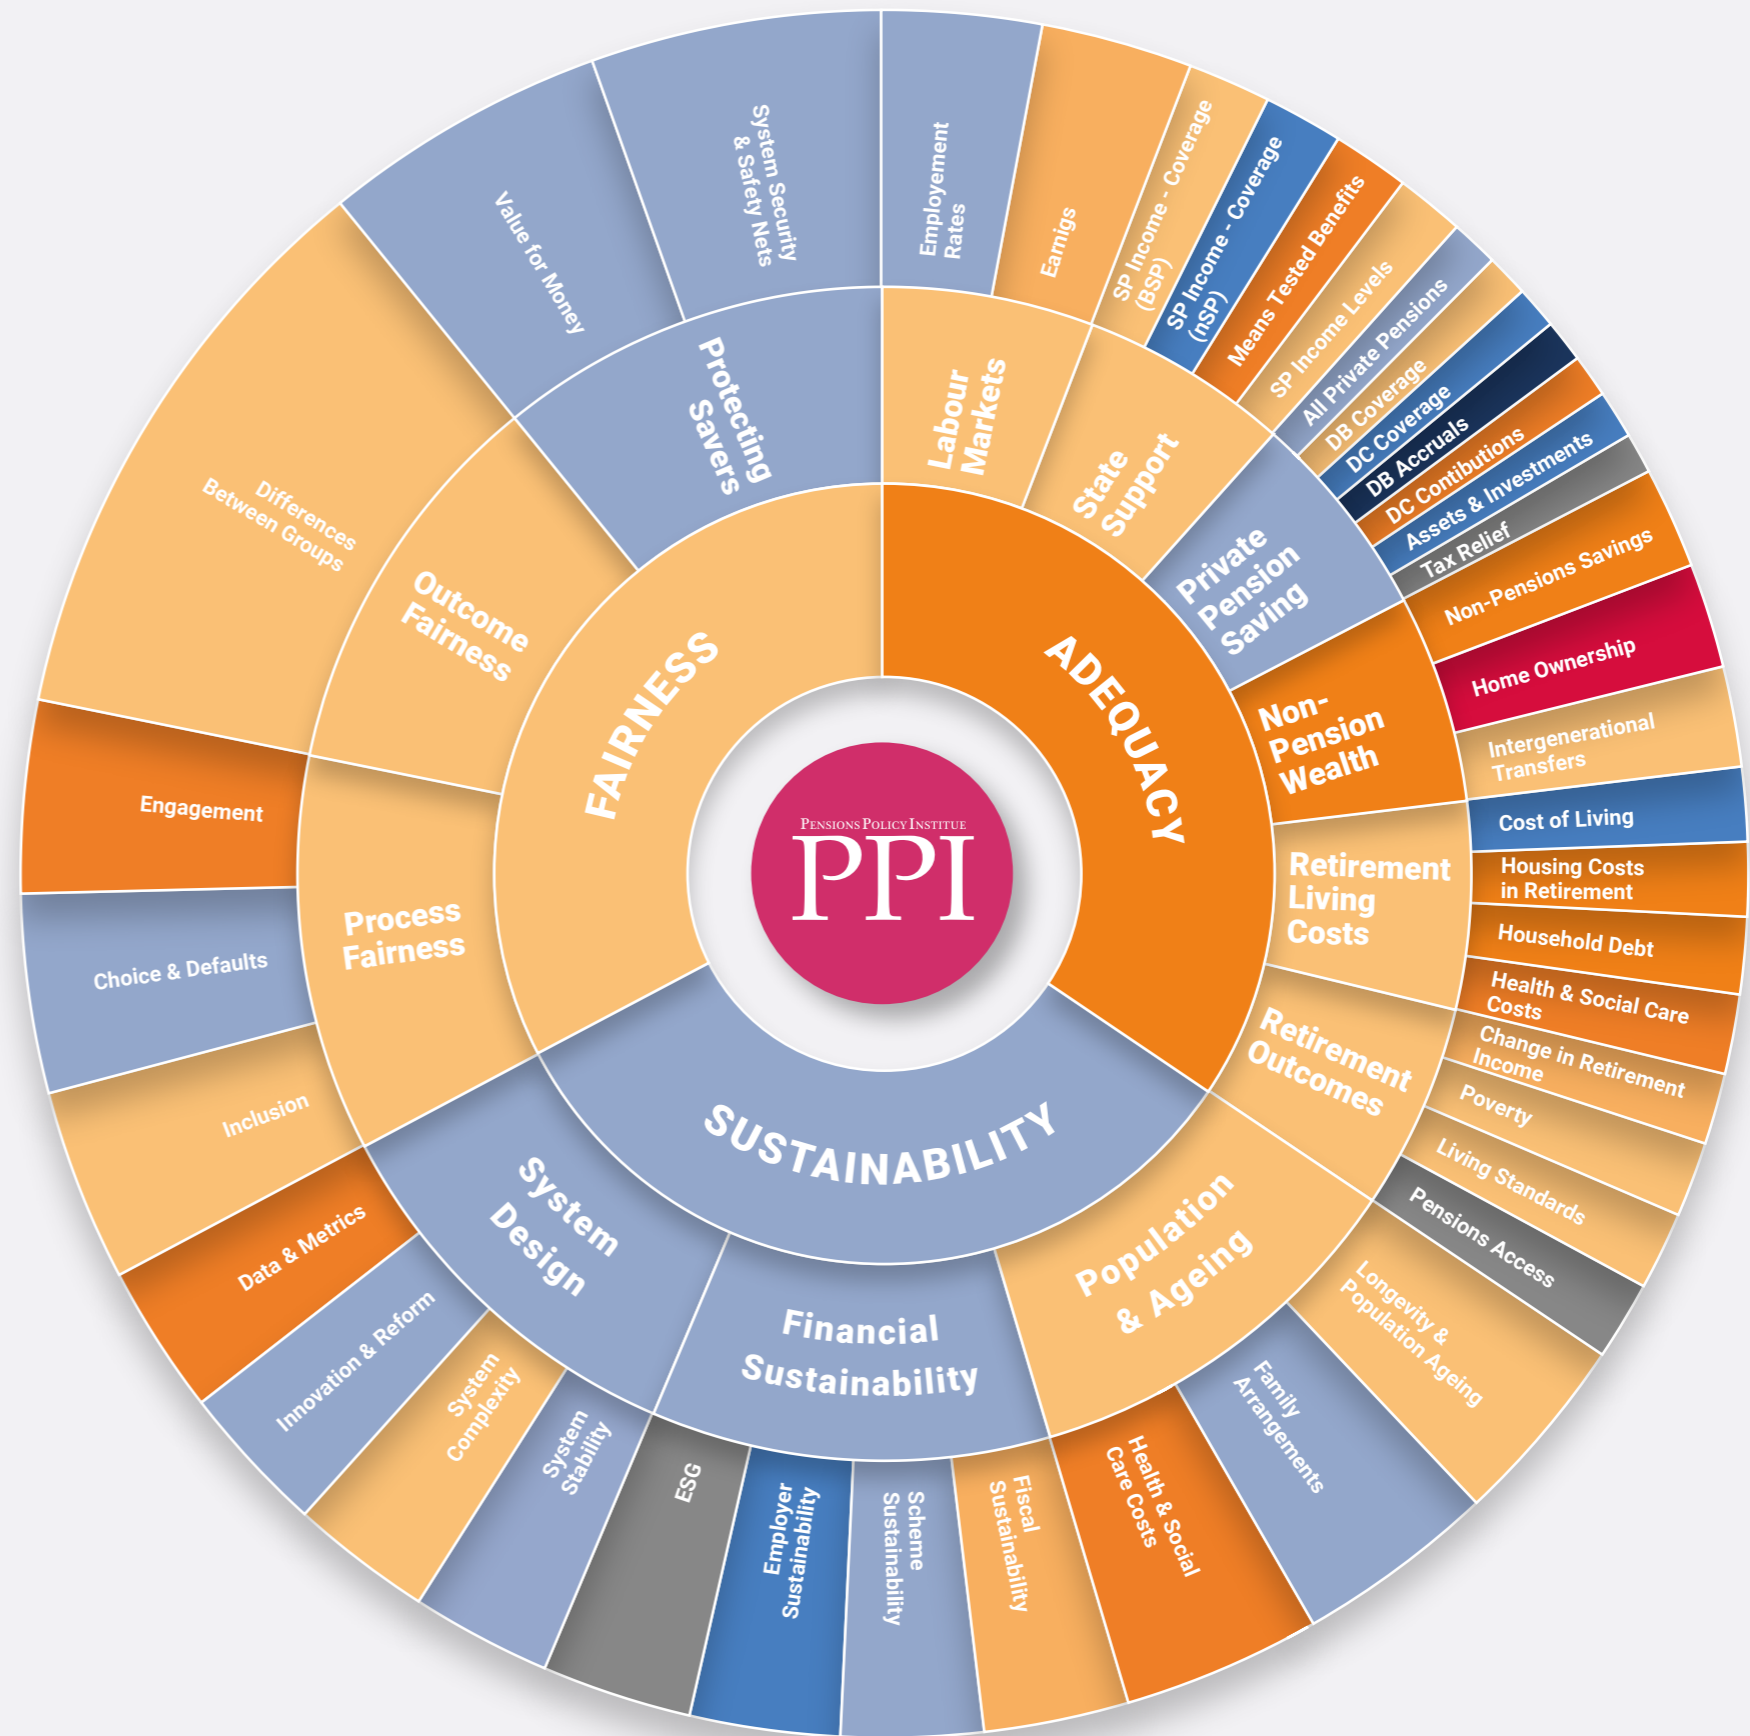 PENSIONS POLICY INSTITUE
PPI
ADEQUACY
SUSTAINABILITY
FAIRNESS
Labour
Markets
State
Support
Private
Pension
Saving
Non-
Pension
Wealth
Retirement
Living
Costs
Retirement
Outcomes
Population
& Ageing
Financial
Sustainability
System
Design
Process
Fairness
Outcome
Fairness
Protecting
Savers
Employement
Rates
Earnigs
SP Income - Coverage
(BSP)
SP Income - Coverage
(nSP)
Means Tested Benefits
SP Income Levels
All Private Pensions
DB Coverage
DC Coverage
DB Accruals
DC Contibutions
Assets & Investments
Tax Relief
Non-Pensions Savings
Home Ownership
Intergenerational
Transfers
Cost of Living
Housing Costs
in Retirement
Household Debt
Health & Social Care
Costs
Change in Retirement
Income
Poverty
Living Standards
Pensions Access
Longevity &
Population Ageing
Family
Arrangements
Health & Social
Care Costs
Fiscal
Sustainability
Scheme
Sustainability
Employer
Sustainability
ESG
System
Stability
System
Complexity
Innovation & Reform
Data & Metrics
Inclusion
Choice & Defaults
Engagement
Differences
Between Groups
Value for Money
System Security
& Safety Nets